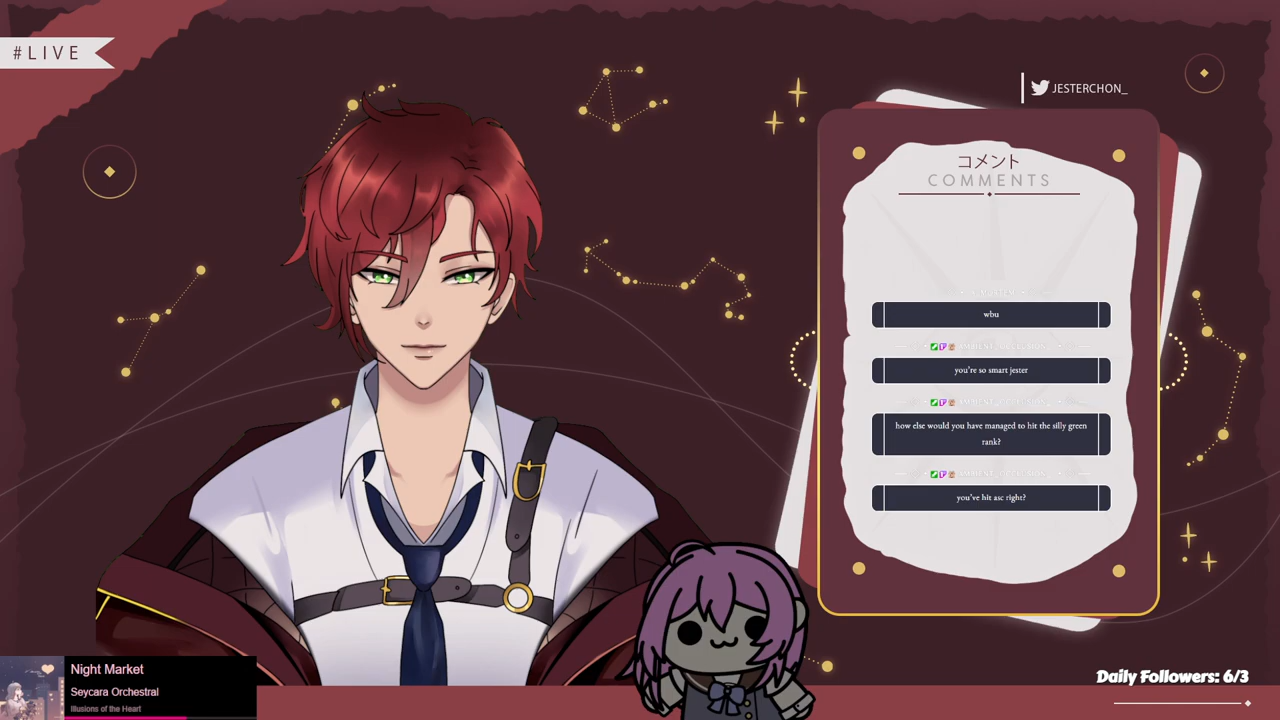 #LIVE
JESTERCHON_
コメント
COMMENTS
wbu
you're so smart jester
how else would you have managed to hit the silly green
rank?
you've hit asc right?
Night Market
Seycara Orchestral
Illusions of the Heart
Daily Followers: 6/3